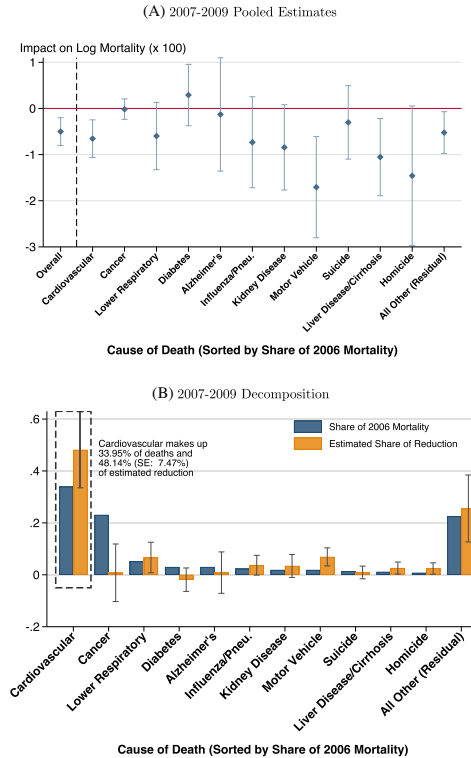 (A) 2007-2009 Pooled Estimates
Impact on Log Mortality (x 100)
1
0
-1
-2
-3
Overall
Cardiovascular
Cancer
Lower Respiratory
Diabetes
Alzheimer's
Influenza/Pneu.
Kidney Disease
Motor Vehicle
Suicide
Liver Disease/Cirrhosis
Homicide
All Other (Residual)
Cause of Death (Sorted by Share of 2006 Mortality)
(B) 2007-2009 Decomposition
.6
.4
.2
0
-.2
Cardiovascular makes up
33.95% of deaths and
48.14% (SE: 7.47%)
of estimated reduction
Share of 2006 Mortality
Estimated Share of Reduction
Cardiovascular
Cancer
Lower Respiratory
Diabetes
Alzheimer's
Influenza/Pneu.
Kidney Disease
Motor Vehicle
Suicide
Liver Disease/Cirrhosis
Homicide
All Other (Residual)
Cause of Death (Sorted by Share of 2006 Mortality)